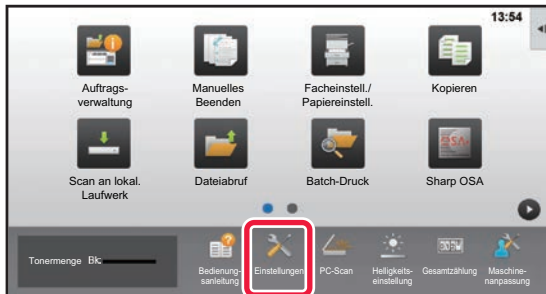 13:54
Auftrags-
verwaltung
Manuelles
Beenden
Facheinstell./
Papiereinstell.
Kopieren
Scan an lokal.
Laufwerk
Dateiabruf
Batch-Druck
Sharp OSA
Tonermenge Bk
Bedienung-
sanleitung
Einstellungen
PC-Scan
Helligkeits-
einstellung
Gesamtzählung
Maschine-
nanpassung